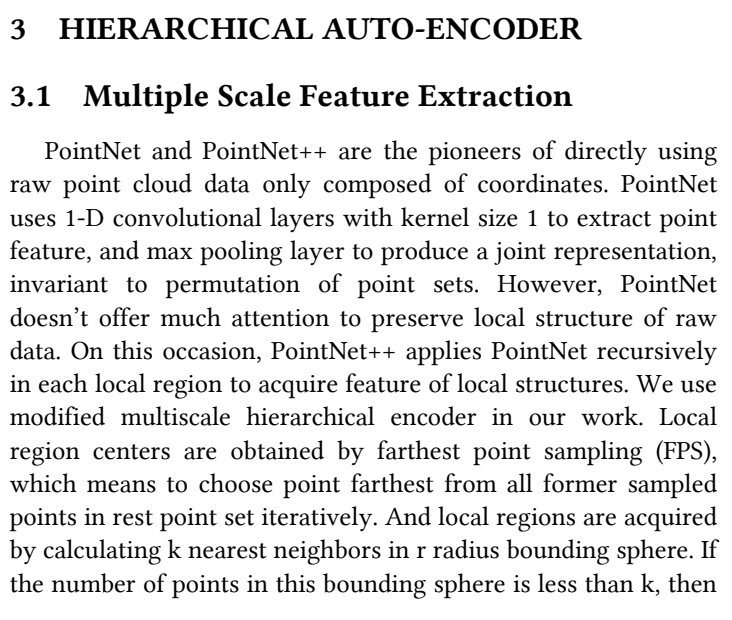 3 HIERARCHICAL AUTO-ENCODER
3.1 Multiple Scale Feature Extraction
PointNet and PointNet++ are the pioneers of directly using
raw point cloud data only composed of coordinates. PointNet
uses 1-D convolutional layers with kernel size 1 to extract point
feature, and max pooling layer to produce a joint representation,
invariant to permutation of point sets. However, PointNet
doesn't offer much attention to preserve local structure of raw
data. On this occasion, PointNet++ applies PointNet recursively
in each local region to acquire feature of local structures. We use
modified multiscale hierarchical encoder in our work. Local
region centers are obtained by farthest point sampling (FPS),
which means to choose point farthest from all former sampled
points in rest point set iteratively. And local regions are acquired
by calculating k nearest neighbors in r radius bounding sphere. If
the number of points in this bounding sphere is less than k, then